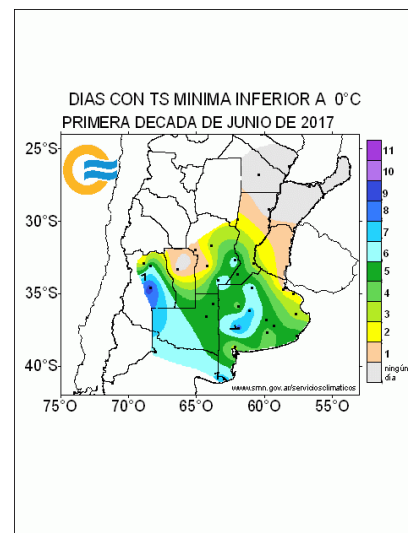 DIAS CON TS MINIMA INFERIOR A 0°C
PRIMERA DECADA DE JUNIO DE 2017
24°S
30°S
35°S
40°S
75°O
70°O
65°O
60°O
55°O
11
10
9
8
7
6
5
4
3
2
1
ningún
día
www.smn.gov.ar/serviciosclimaticos